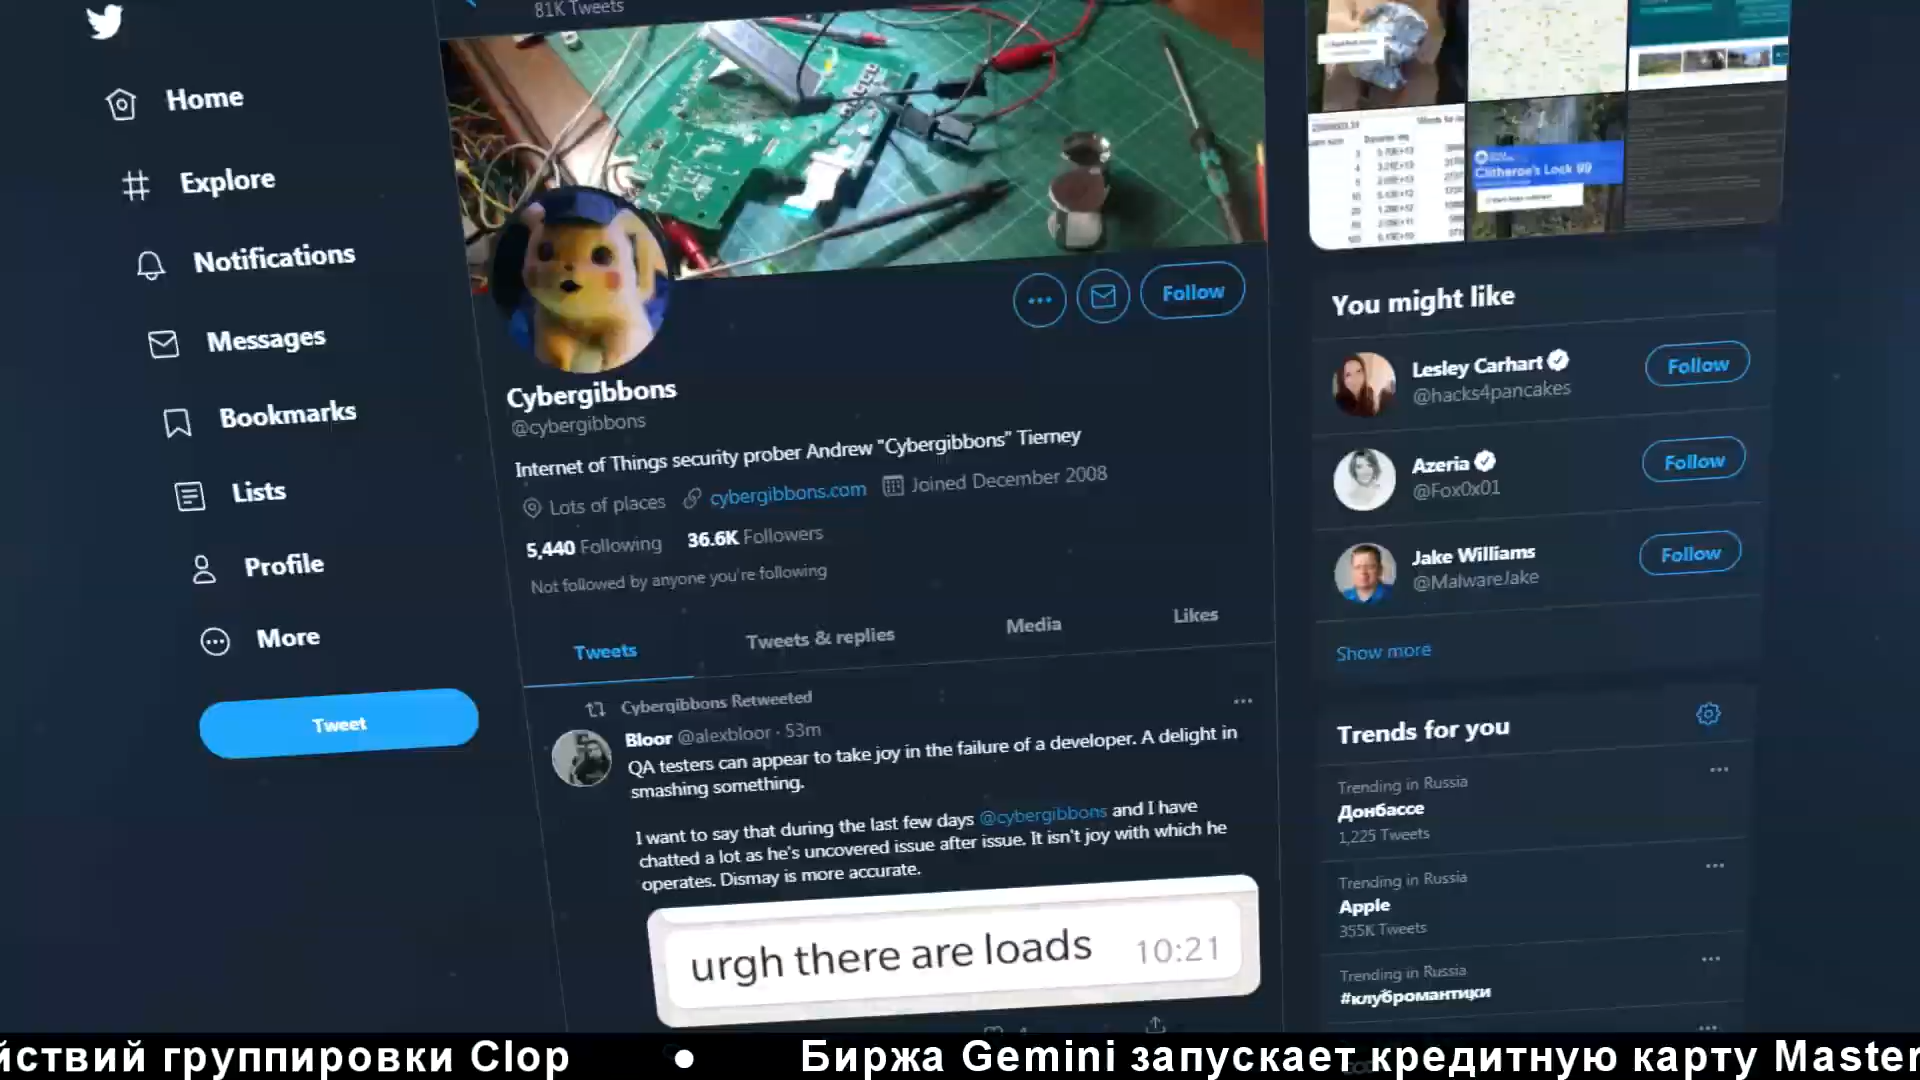 81K Tweets
Home
Explore
Notifications
Messages
Bookmarks
Lists
Profile
More
Tweet
Follow
Cybergibbons
@cybergibbons
Internet of Things security prober Andrew "Cybergibbons" Tierney
Lots of places cybergibbons.com Joined December 2008
5,440 Following 36.6K Followers
Not followed by anyone you're following
Tweets Tweets & replies Media Likes
Cybergibbons Retweeted
Bloor @alexbloor · 53m
QA testers can appear to take joy in the failure of a developer. A delight in
smashing something.
I want to say that during the last few days @cybergibbons and I have
chatted a lot as he's uncovered issue after issue. It isn't joy with which he
operates. Dismay is more accurate.
urgh there are loads 10:21
Clitheroe's Lock 99
You might like
Lesley Carhart
@hacks4pancakes
Follow
Azeria
@Fox0x01
Follow
Jake Williams
@MalwareJake
Follow
Show more
Trends for you
Trending in Russia
Донбассе
1,225 Tweets
Trending in Russia
Apple
355K Tweets
Trending in Russia
#клубромантики
йствий группировки Clop ● Биржа Gemini запускает кредитную карту Master